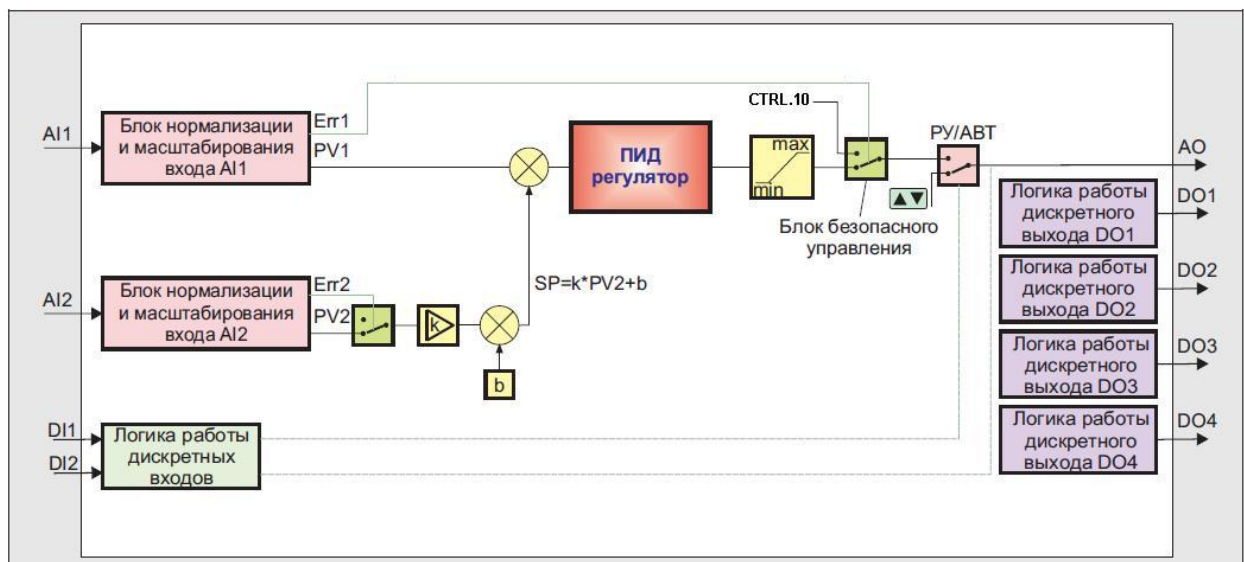 CTRL.10
AI1
Блок нормализации
и масштабирования
входа AI1
Err1
PV1
ПИД
регулятор
max
min
РУ/АВТ
AO
Блок безопасного
управления
Логика работы
дискретного
выхода DO1
DO1
AI2
Блок нормализации
и масштабирования
входа AI2
Err2
PV2
k
b
SP=k*PV2+b
Логика работы
дискретного
выхода DO2
DO2
Логика работы
дискретного
выхода DO3
DO3
DI1
DI2
Логика работы
дискретных
входов
Логика работы
дискретного
выхода DO4
DO4